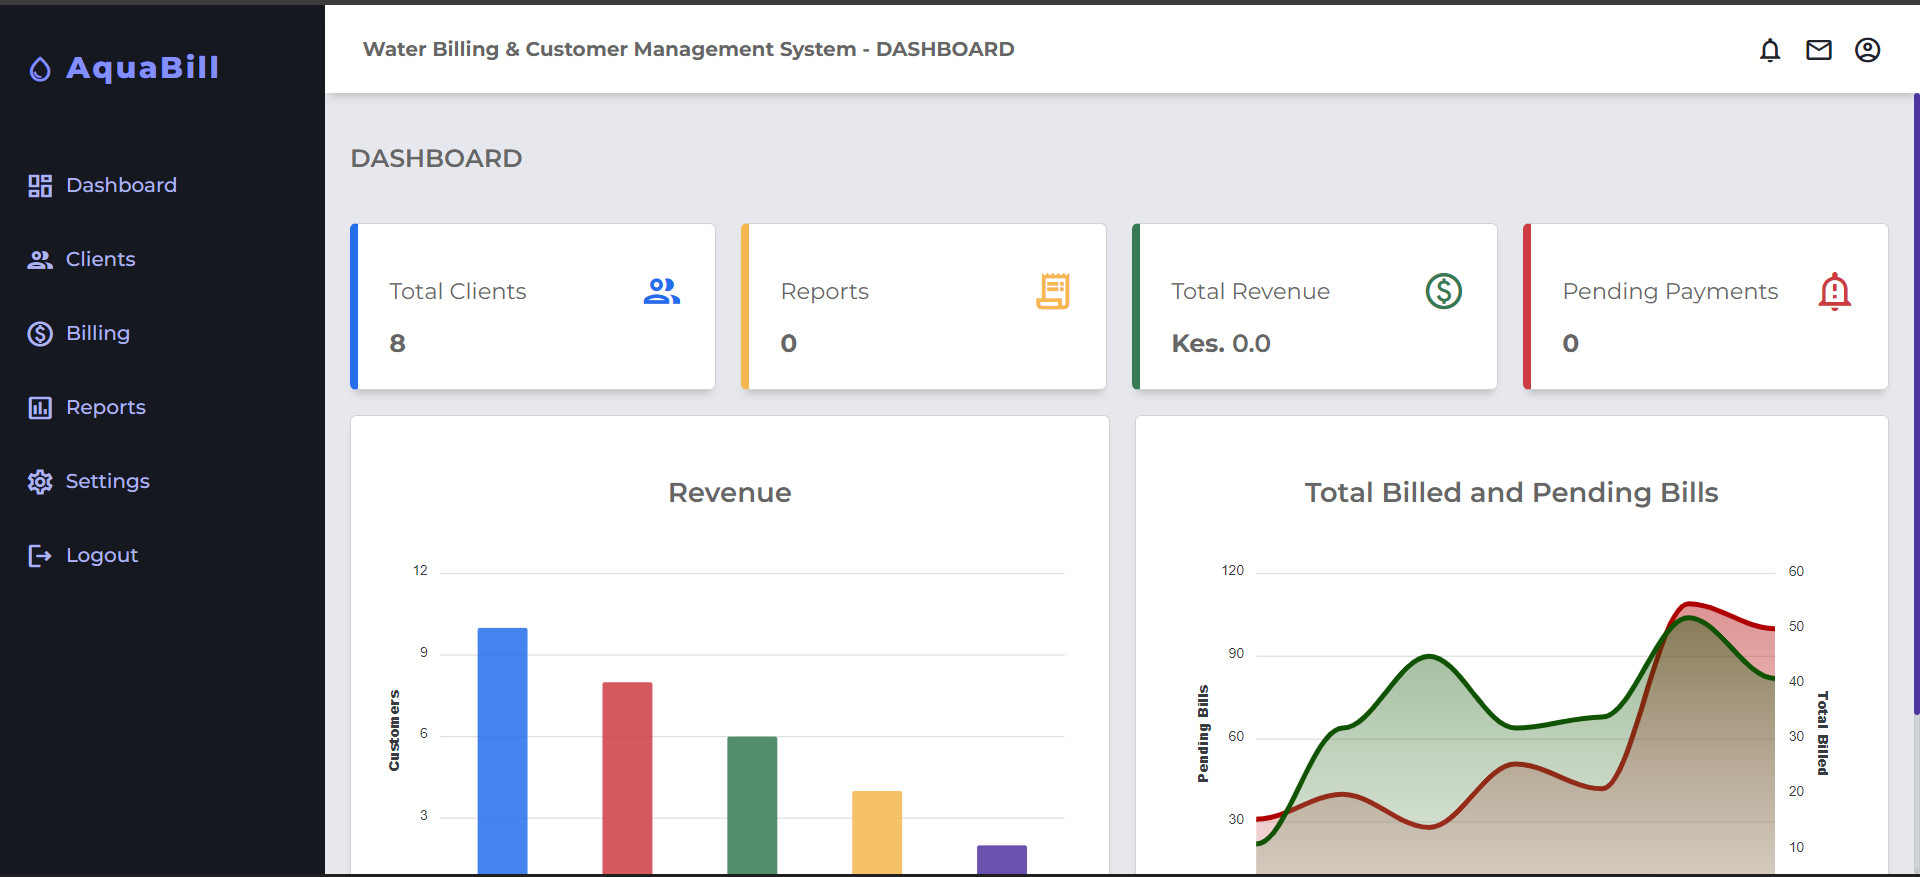 AquaBill
Dashboard
Clients
Billing
Reports
Settings
Logout
Water Billing & Customer Management System - DASHBOARD
DASHBOARD
Total Clients
8
Reports
0
Total Revenue
Kes. 0.0
Pending Payments
0
Revenue
12
9
6
3
Customers
Total Billed and Pending Bills
120
90
60
30
Pending Bills
60
50
40
30
20
10
Total Billed